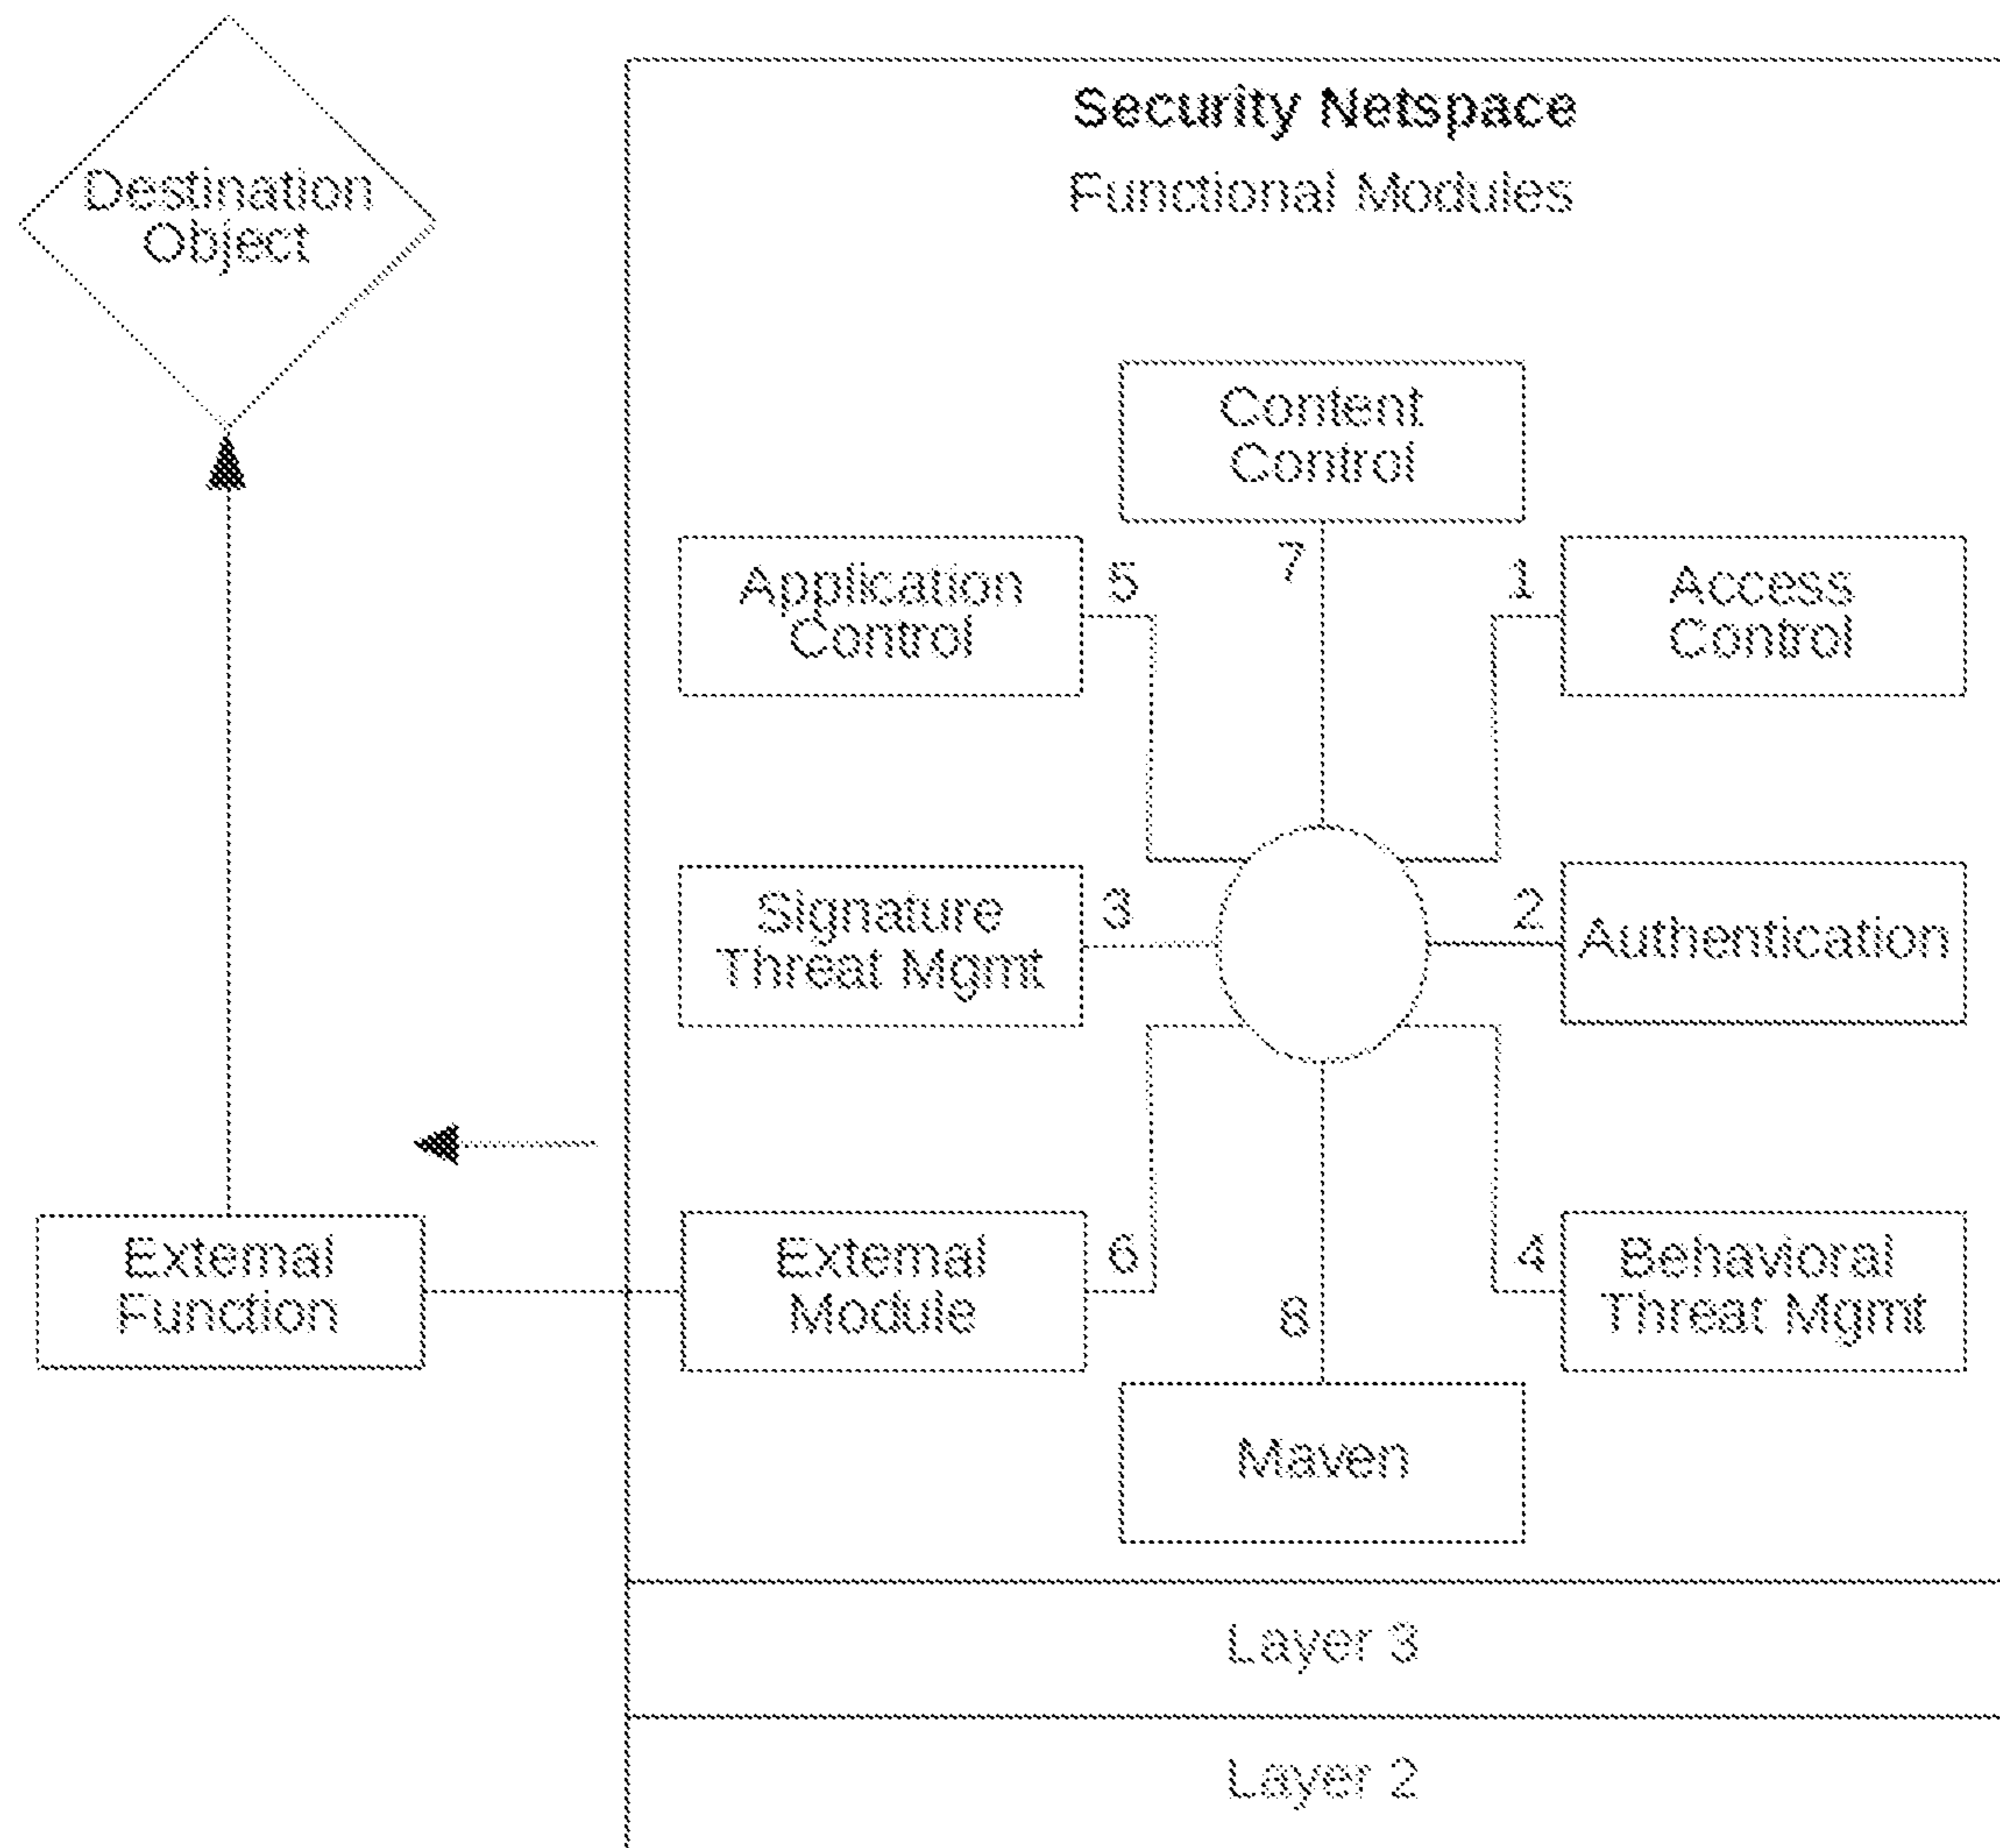 Destination
Object
Security Netspace
Functional Modules
Content
Control
7
Application
Control
5
1
Access
Control
Signature
Threat Mgmt
3
2
Authentication
External
Function
External
Module
6
8
4
Behavioral
Threat Mgmt
Maven
Layer 3
Layer 2